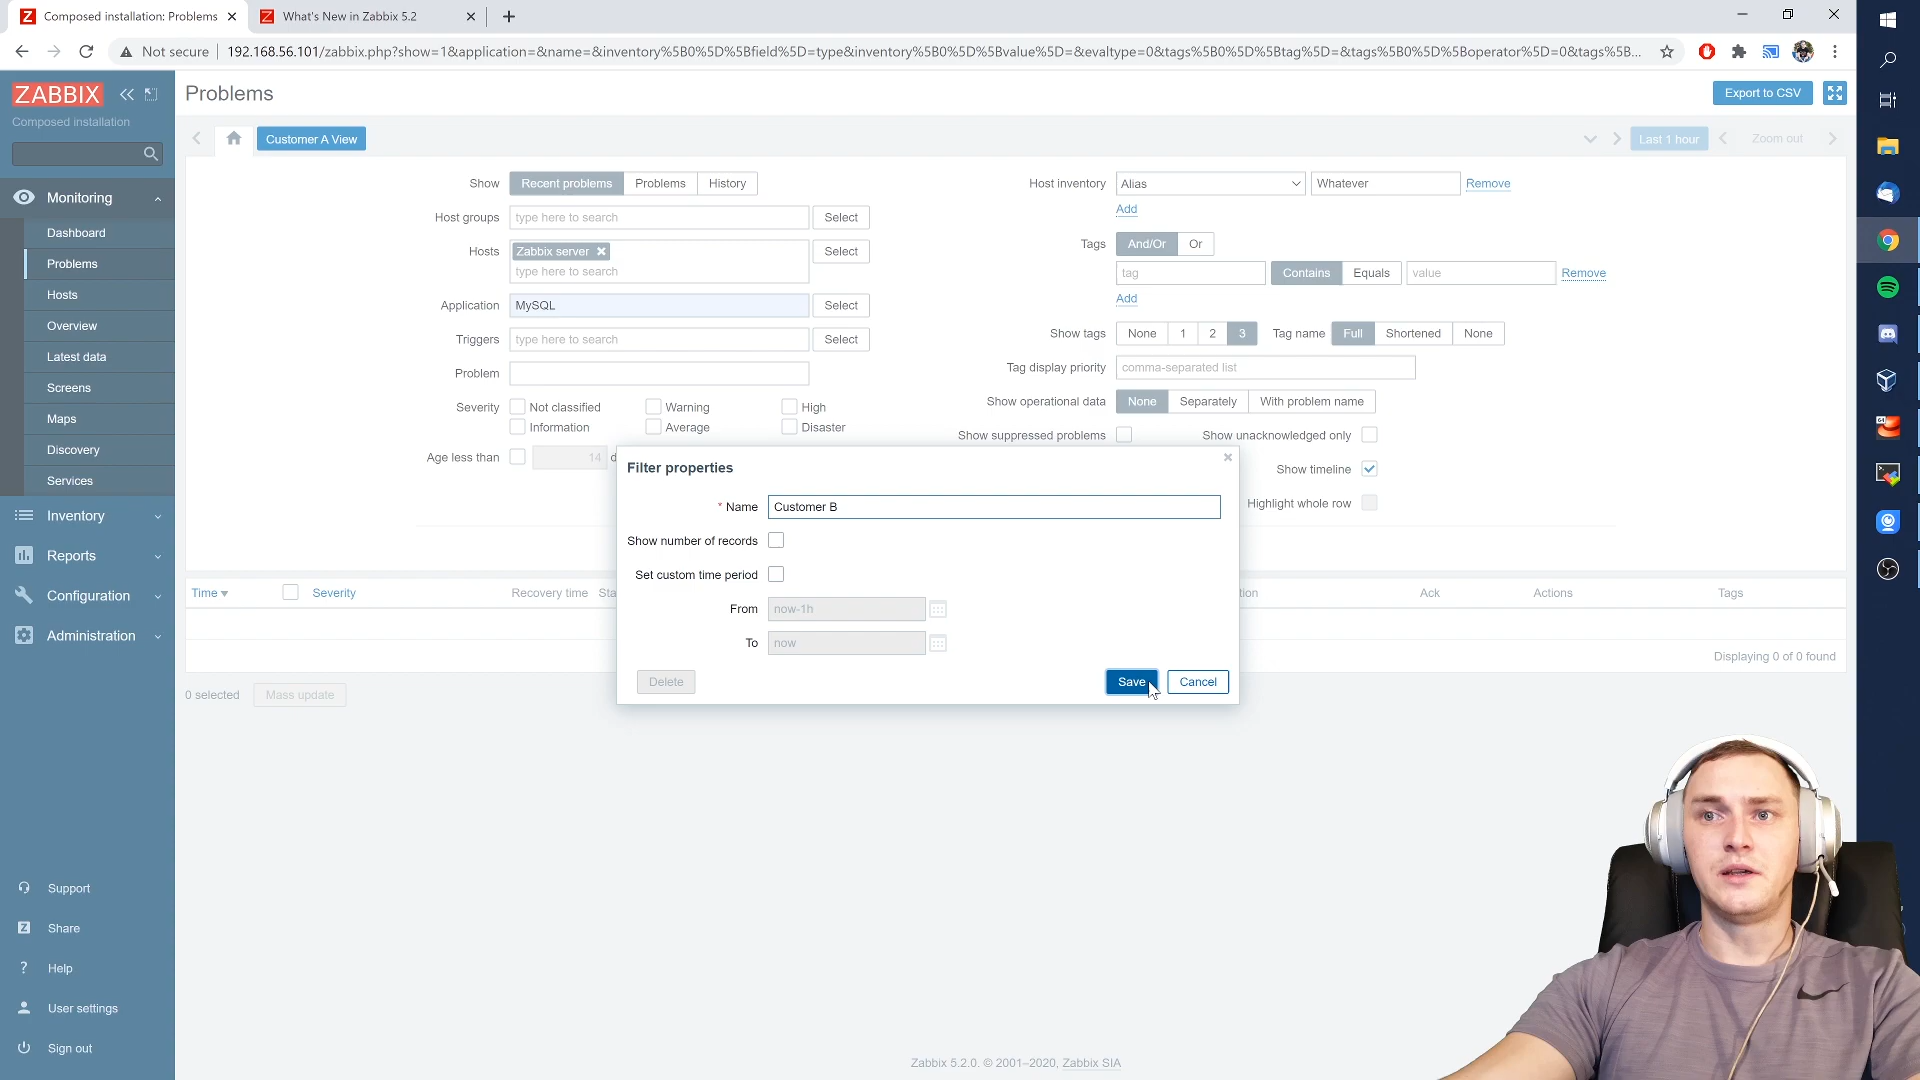 Composed installation: Problems
What's New in Zabbix 5.2
Not secure
192.168.56.101/zabbix.php?show=1&application=&name=&inventory%5B0%5D%5Bfield%5D=type&inventory%5B0%5D%5Bvalue%5D=&evaltype=0&tags%5B0%5D%5Btag%5D=&tags%5B0%5D%5Boperator%5D=0&tags%5B...
ZABBIX
Composed installation
Monitoring
Dashboard
Problems
Hosts
Overview
Latest data
Screens
Maps
Discovery
Services
Inventory
Reports
Configuration
Administration
Support
Share
Help
User settings
Sign out
Problems
Export to CSV
Customer A View
Last 1 hour
Zoom out
Show Recent problems Problems History
Host groups type here to search Select
Hosts Zabbix server Select
type here to search
Application MySQL Select
Triggers type here to search Select
Problem
Severity Not classified Warning High
Information Average Disaster
Age less than 14 d
Host inventory Alias Whatever Remove
Add
Tags And/Or Or
tag Contains Equals value Remove
Add
Show tags None 1 2 3 Tag name Full Shortened None
Tag display priority comma-separated list
Show operational data None Separately With problem name
Show suppressed problems Show unacknowledged only
Show timeline
Highlight whole row
Filter properties
* Name Customer B
Show number of records
Set custom time period
From now-1h
To now
Delete Save Cancel
Time Severity Recovery time Sta tion Ack Actions Tags
Displaying 0 of 0 found
0 selected Mass update
Zabbix 5.2.0. © 2001–2020, Zabbix SIA